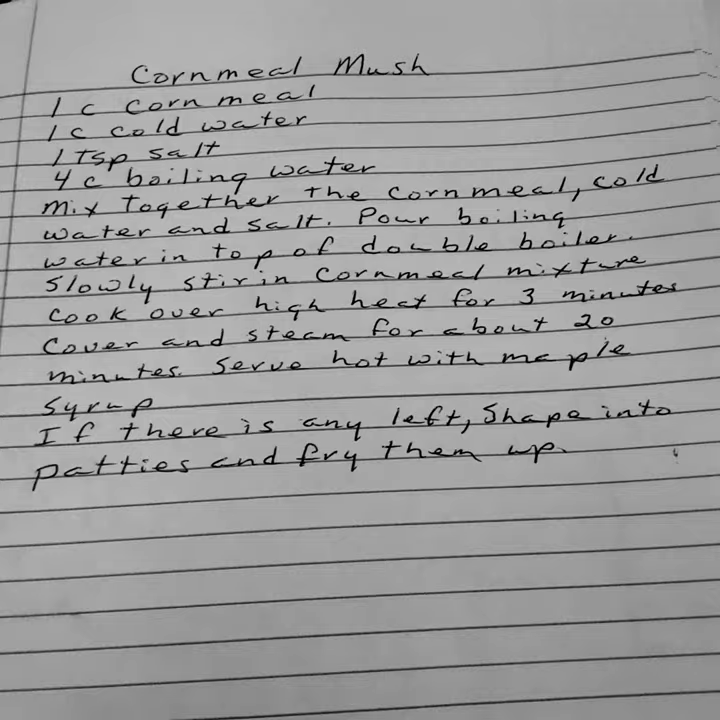 Cornmeal Mush
1 c corn meal
1 c cold water
1 Tsp salt
4 c boiling water
Mix together the cornmeal, cold
water and salt. Pour boiling
water in top of double boiler.
Slowly stir in cornmeal mixture
Cook over high heat for 3 minutes
Cover and steam for about 20
minutes. Serve hot with maple
syrup
If there is any left, Shape into
patties and fry them up.